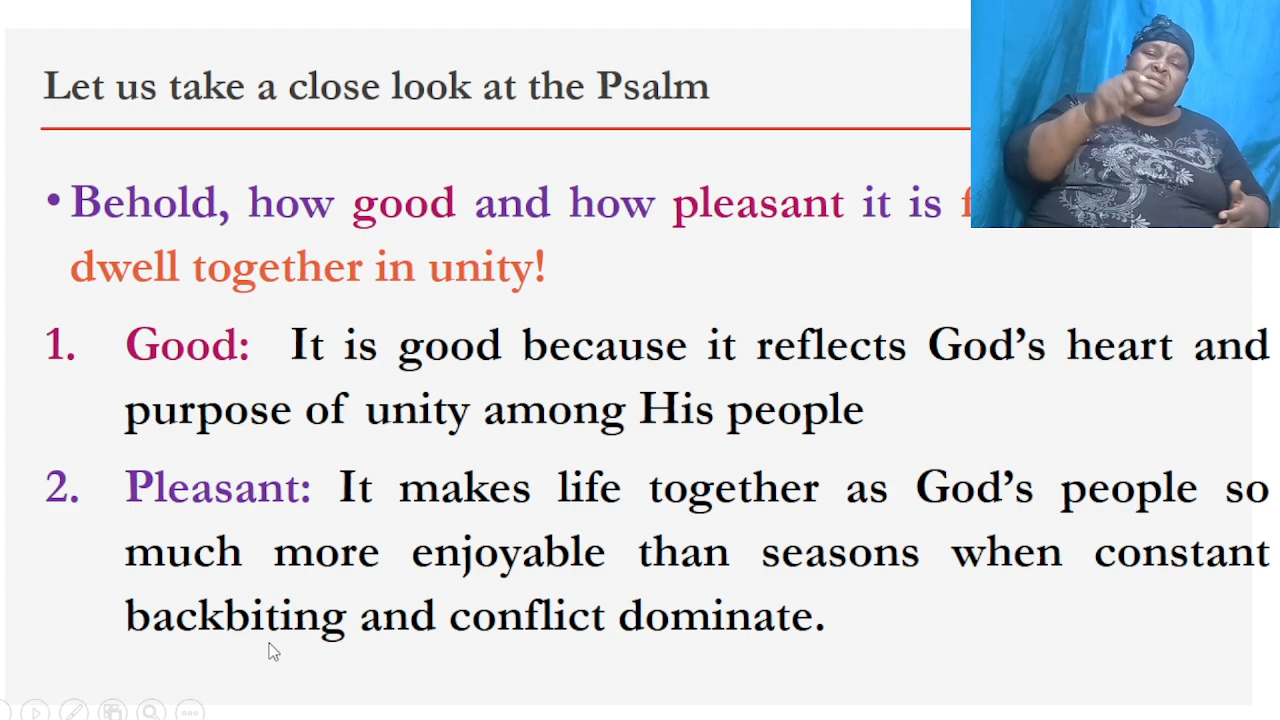 Let us take a close look at the Psalm
• Behold, how good and how pleasant it is
dwell together in unity!
1. Good: It is good because it reflects God’s heart and
purpose of unity among His people
2. Pleasant: It makes life together as God’s people so
much more enjoyable than seasons when constant
backbiting and conflict dominate.